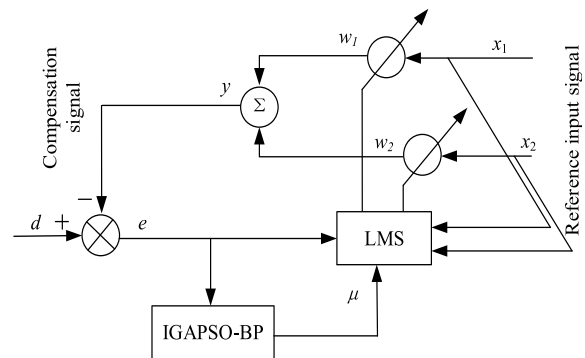 w1
x1
y
Σ
w2
x2
Compensation
signal
Reference input signal
−
d
+
e
LMS
μ
IGAPSO-BP